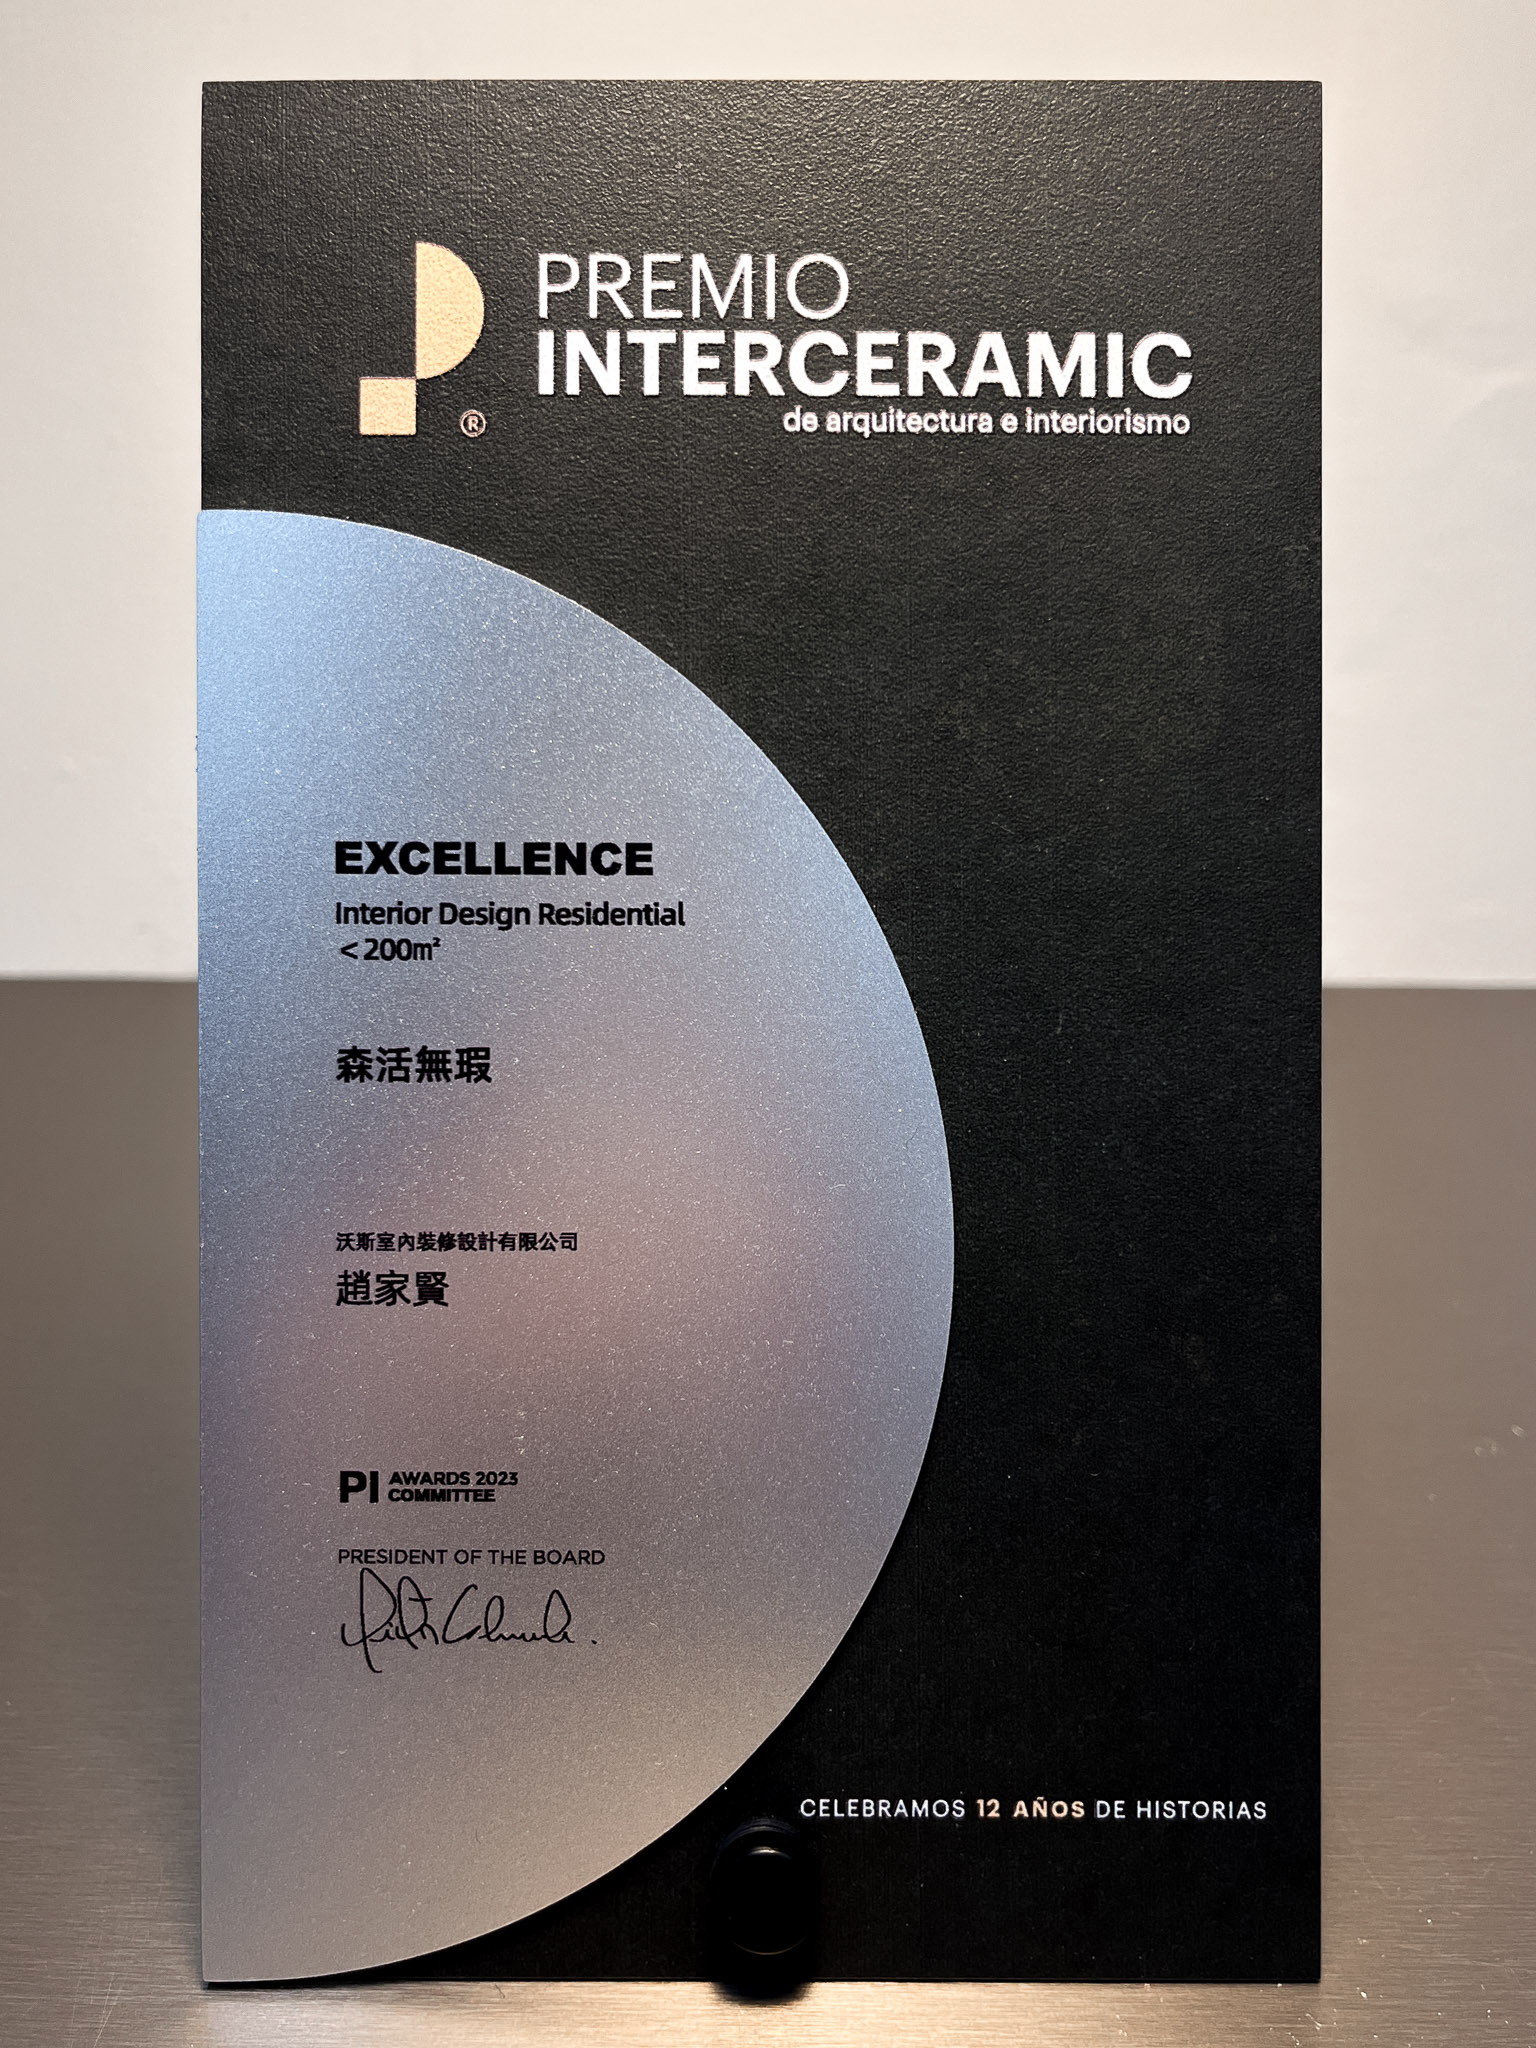 PREMIO
INTERCERAMIC
de arquitectura e interiorismo
®
EXCELLENCE
Interior Design Residential
< 200m²
森活無瑕
沃斯室內裝修設計有限公司
趙家賢
PI AWARDS 2023
COMMITTEE
PRESIDENT OF THE BOARD
CELEBRAMOS 12 AÑOS DE HISTORIAS